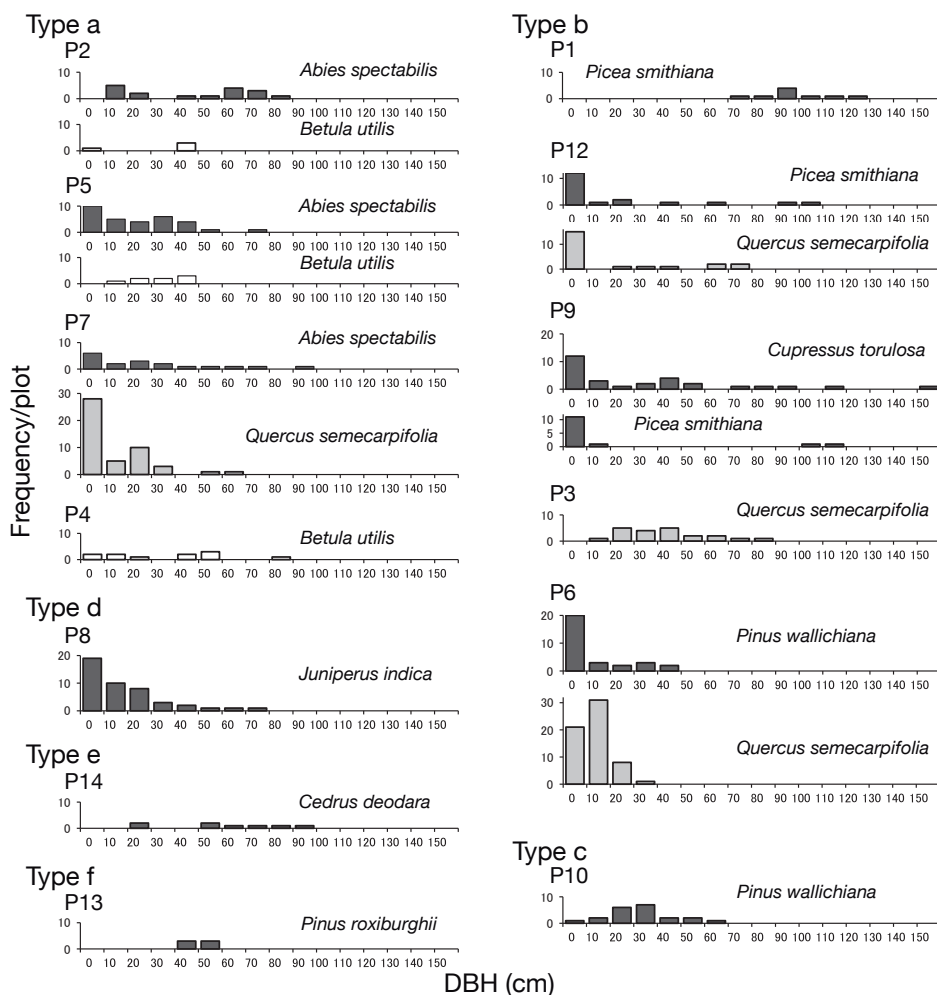 Type a
P2
Abies spectabilis
10
0
0 10 20 30 40 50 60 70 80 90 100 110 120 130 140 150
Betula utilis
10
0
0 10 20 30 40 50 60 70 80 90 100 110 120 130 140 150
P5
Abies spectabilis
10
0
0 10 20 30 40 50 60 70 80 90 100 110 120 130 140 150
Betula utilis
10
0
0 10 20 30 40 50 60 70 80 90 100 110 120 130 140 150
P7
Abies spectabilis
10
0
0 10 20 30 40 50 60 70 80 90 100 110 120 130 140 150
Quercus semecarpifolia
30
20
10
0
0 10 20 30 40 50 60 70 80 90 100 110 120 130 140 150
P4
Betula utilis
10
0
0 10 20 30 40 50 60 70 80 90 100 110 120 130 140 150
Type d
P8
Juniperus indica
20
10
0
0 10 20 30 40 50 60 70 80 90 100 110 120 130 140 150
Type e
P14
Cedrus deodara
10
0
0 10 20 30 40 50 60 70 80 90 100 110 120 130 140 150
Type f
P13
Pinus roxiburghii
10
0
0 10 20 30 40 50 60 70 80 90 100 110 120 130 140 150
Frequency/plot
Type b
P1
Picea smithiana
10
0
0 10 20 30 40 50 60 70 80 90 100 110 120 130 140 150
P12
Picea smithiana
10
0
0 10 20 30 40 50 60 70 80 90 100 110 120 130 140 150
Quercus semecarpifolia
10
0
0 10 20 30 40 50 60 70 80 90 100 110 120 130 140 150
P9
Cupressus torulosa
20
10
0
0 10 20 30 40 50 60 70 80 90 100 110 120 130 140 150
Picea smithiana
10
5
0
0 10 20 30 40 50 60 70 80 90 100 110 120 130 140 150
P3
Quercus semecarpifolia
10
0
0 10 20 30 40 50 60 70 80 90 100 110 120 130 140 150
P6
Pinus wallichiana
20
10
0
0 10 20 30 40 50 60 70 80 90 100 110 120 130 140 150
Quercus semecarpifolia
30
20
10
0
0 10 20 30 40 50 60 70 80 90 100 110 120 130 140 150
Type c
P10
Pinus wallichiana
10
0
0 10 20 30 40 50 60 70 80 90 100 110 120 130 140 150
DBH (cm)